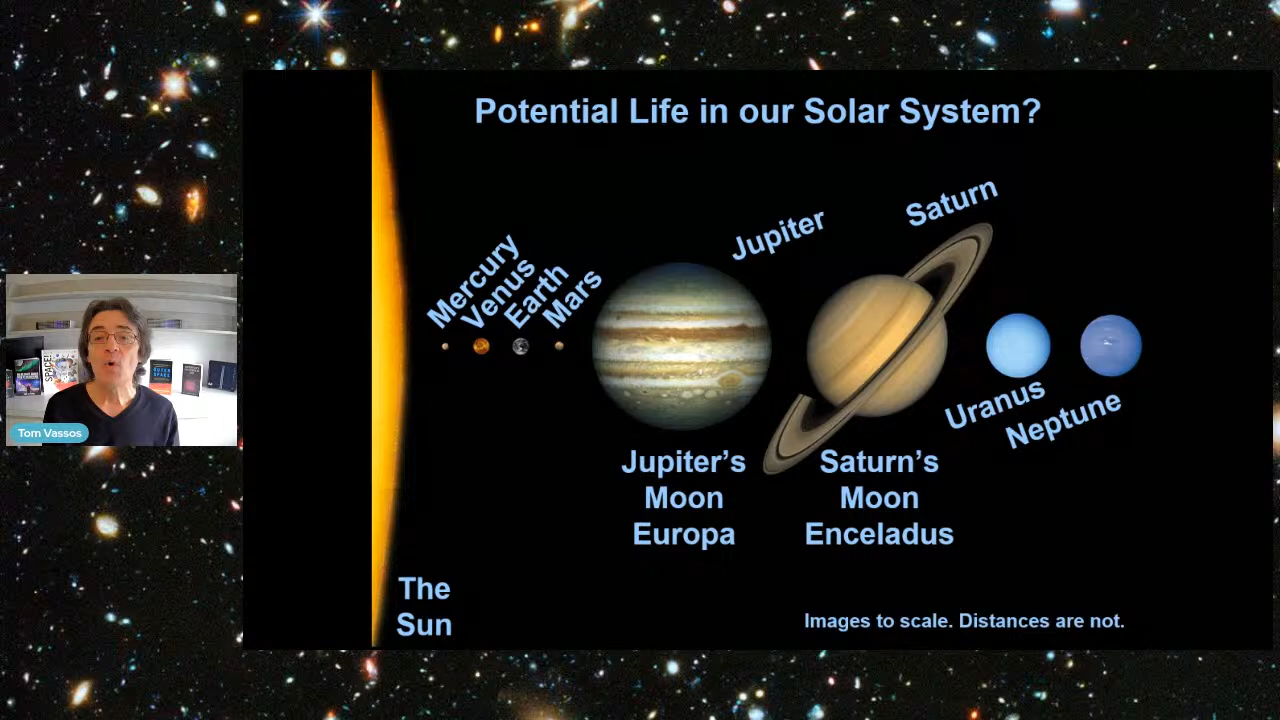 Potential Life in our Solar System?
Mercury
Venus
Earth
Mars
Jupiter
Saturn
Uranus
Neptune
Jupiter’s
Moon
Europa
Saturn’s
Moon
Enceladus
The
Sun
Images to scale. Distances are not.
SPACE
Tom Vassos